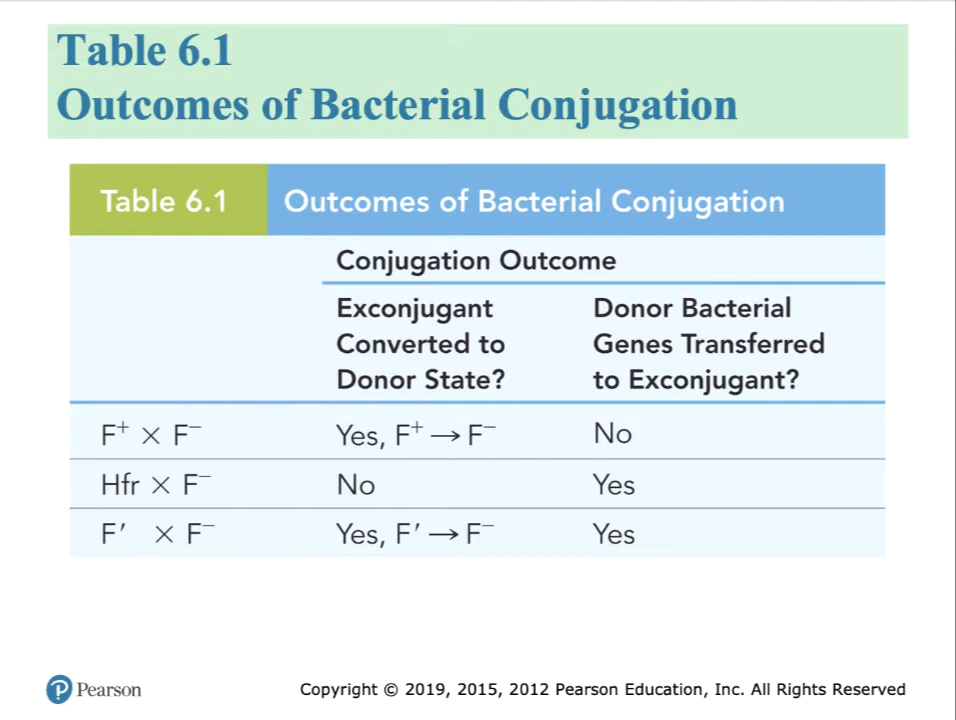 Table 6.1
Outcomes of Bacterial Conjugation
Table 6.1 Outcomes of Bacterial Conjugation
Conjugation Outcome
Exconjugant Donor Bacterial
Converted to Genes Transferred
Donor State? to Exconjugant?
F⁺ × F⁻ Yes, F⁺ → F⁻ No
Hfr × F⁻ No Yes
F′ × F⁻ Yes, F′ → F⁻ Yes
P Pearson Copyright © 2019, 2015, 2012 Pearson Education, Inc. All Rights Reserved